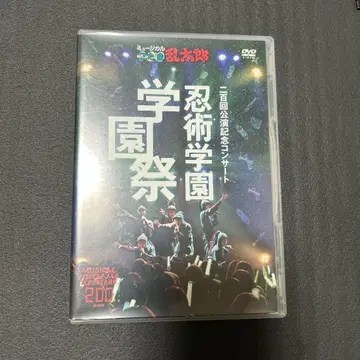 ミュージカル
乱太郎
DVD
二百回公演記念コンサート
忍術学園
学園祭
MUSICAL
200